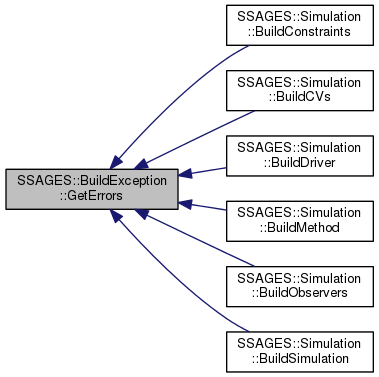 SSAGES::Simulation
::BuildConstraints
SSAGES::Simulation
::BuildCVs
SSAGES::Simulation
::BuildDriver
SSAGES::BuildException
::GetErrors
SSAGES::Simulation
::BuildMethod
SSAGES::Simulation
::BuildObservers
SSAGES::Simulation
::BuildSimulation